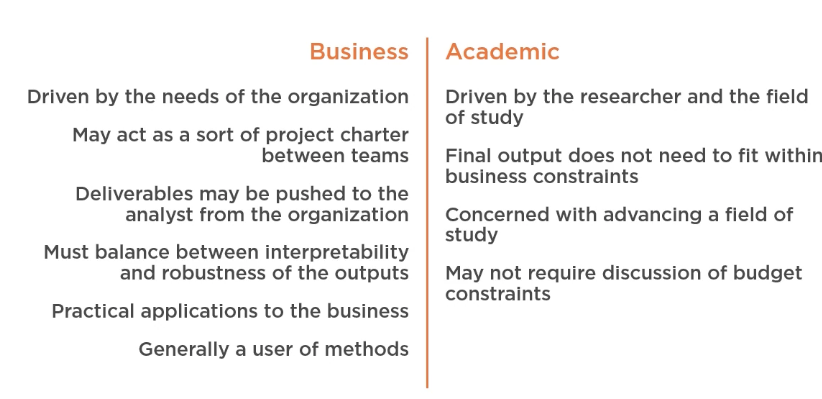 Business
Driven by the needs of the organization
May act as a sort of project charter
between teams
Deliverables may be pushed to the
analyst from the organization
Must balance between interpretability
and robustness of the outputs
Practical applications to the business
Generally a user of methods
Academic
Driven by the researcher and the field
of study
Final output does not need to fit within
business constraints
Concerned with advancing a field of
study
May not require discussion of budget
constraints